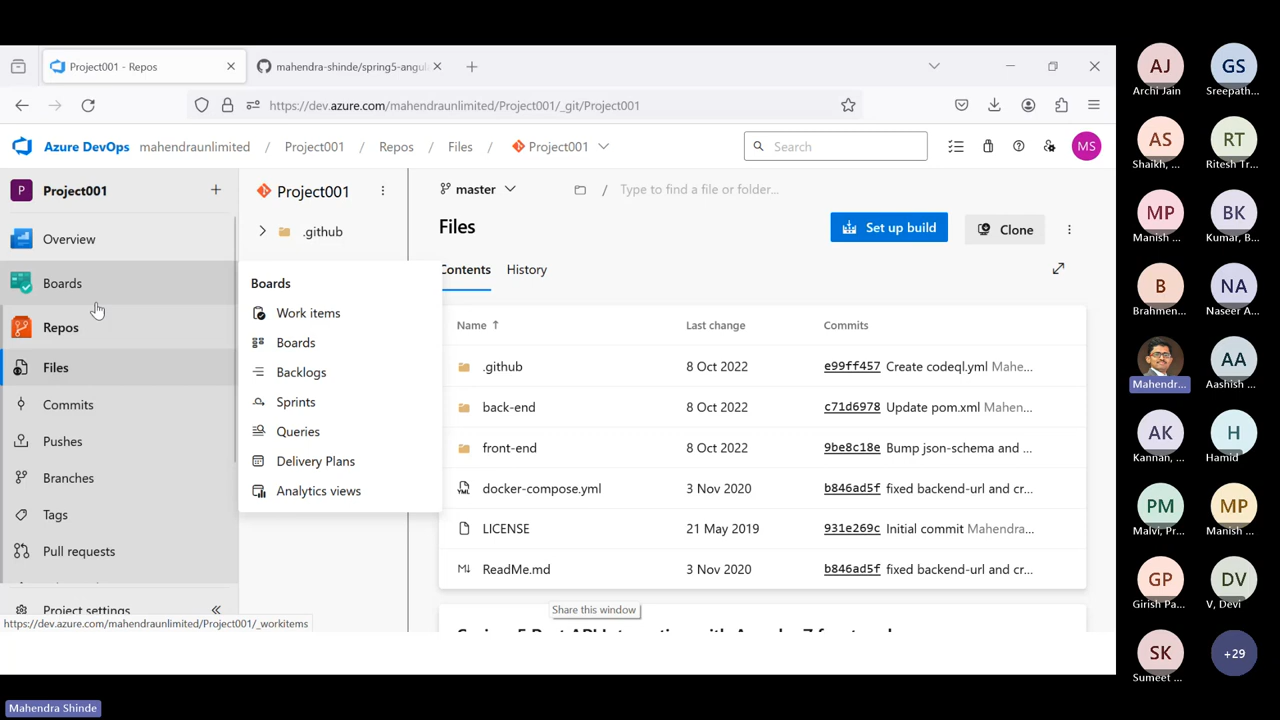 Project001 - Repos
mahendra-shinde/spring5-angul
https://dev.azure.com/mahendraunlimited/Project001/_git/Project001
Azure DevOps mahendraunlimited / Project001 / Repos / Files / Project001
Search
MS
P Project001
Overview
Boards
Repos
Files
Commits
Pushes
Branches
Tags
Pull requests
Project settings
https://dev.azure.com/mahendraunlimited/Project001/_workitems
Project001
.github
Boards
Work items
Boards
Backlogs
Sprints
Queries
Delivery Plans
Analytics views
master
/ Type to find a file or folder...
Files
Set up build
Clone
Contents
History
Name Last change Commits
.github 8 Oct 2022 e99ff457 Create codeql.yml Mahe...
back-end 8 Oct 2022 c71d6978 Update pom.xml Mahen...
front-end 8 Oct 2022 9be8c18e Bump json-schema and ...
docker-compose.yml 3 Nov 2020 b846ad5f fixed backend-url and cr...
LICENSE 21 May 2019 931e269c Initial commit Mahendra...
ReadMe.md 3 Nov 2020 b846ad5f fixed backend-url and cr...
Share this window
AJ GS
Archi Jain Sreepath...
AS RT
Shaikh, ... Ritesh Tr...
MP BK
Manish ... Kumar, B...
B NA
Brahmen... Naseer A...
AA
Mahendr... Aashish ...
AK H
Kannan, ... Hamid
PM MP
Malvi, Pr... Manish ...
GP DV
Girish Pa... V, Devi
SK +29
Sumeet ...
Mahendra Shinde